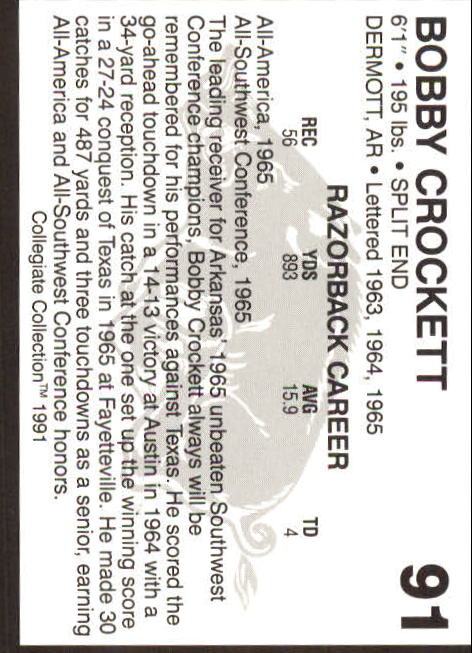 BOBBY CROCKETT 91
6'1" • 195 lbs. • SPLIT END
DERMOTT, AR • Lettered 1963, 1964, 1965
RAZORBACK CAREER
REC YDS AVG TD
56 893 15.9 4
All-America, 1965
All-Southwest Conference, 1965
The leading receiver for Arkansas' 1965 unbeaten Southwest
Conference champions, Bobby Crockett always will be
remembered for his performances against Texas. He scored the
go-ahead touchdown in a 14-13 victory at Austin in 1964 with a
34-yard reception. His catch at the one set up the winning score
in a 27-24 conquest of Texas in 1965 at Fayetteville. He made 30
catches for 487 yards and three touchdowns as a senior, earning
All-America and All-Southwest Conference honors.
Collegiate Collection™ 1991